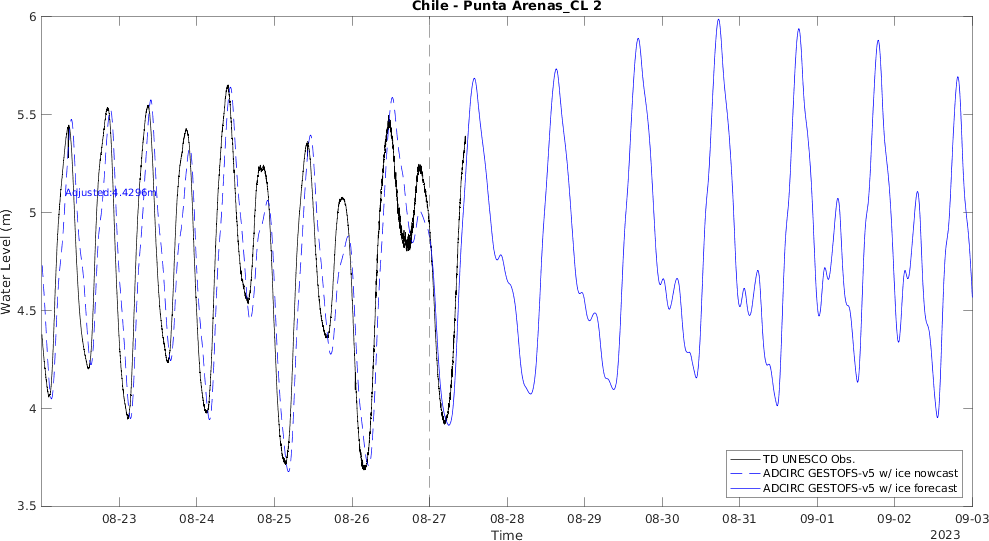 Chile - Punta Arenas_CL 2
6
5.5
5
4.5
4
3.5
Water Level (m)
Adjusted:4.4296m
TD UNESCO Obs.
ADCIRC GESTOFS-v5 w/ ice nowcast
ADCIRC GESTOFS-v5 w/ ice forecast
08-23 08-24 08-25 08-26 08-27 08-28 08-29 08-30 08-31 09-01 09-02 09-03
Time
2023